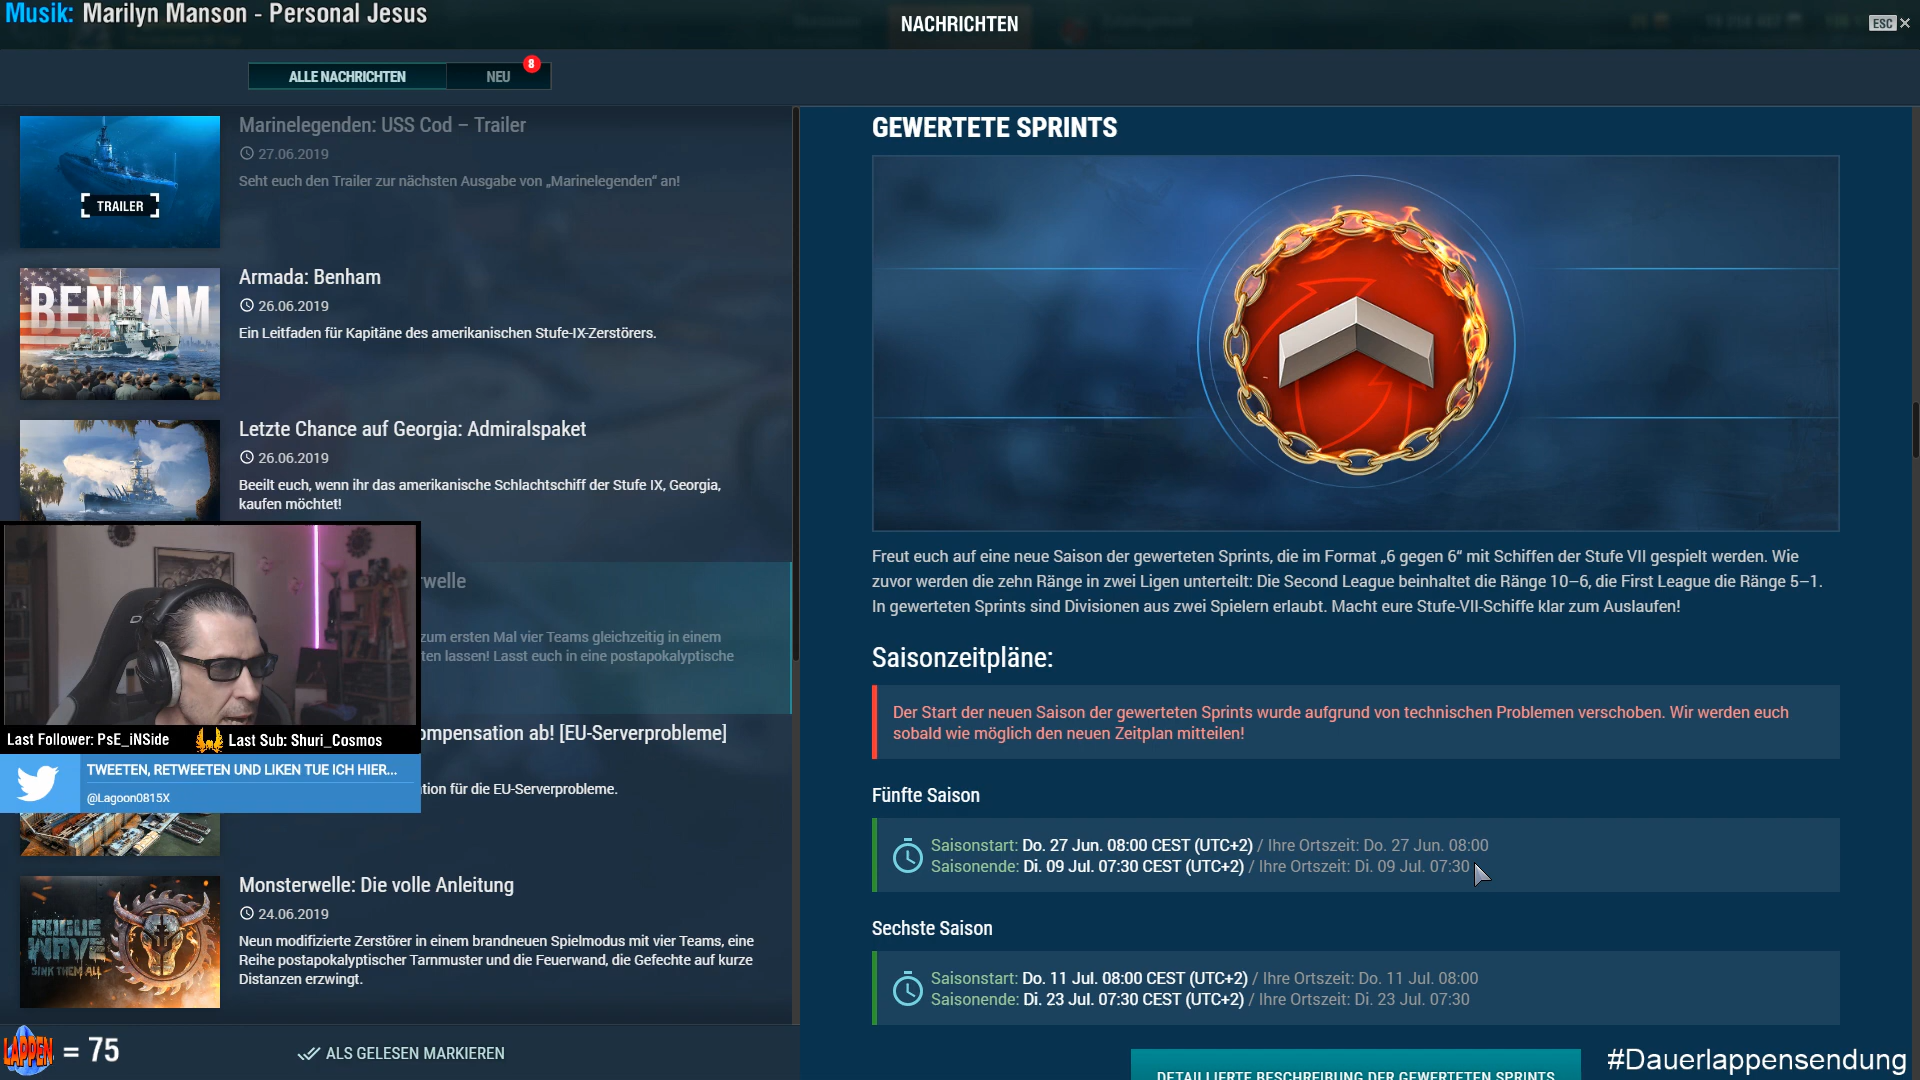 Musik: Marilyn Manson - Personal Jesus
NACHRICHTEN
ESC
ALLE NACHRICHTEN
NEU
8
TRAILER
Marinelegenden: USS Cod – Trailer
27.06.2019
Seht euch den Trailer zur nächsten Ausgabe von „Marinelegenden“ an!
BENHAM
Armada: Benham
26.06.2019
Ein Leitfaden für Kapitäne des amerikanischen Stufe-IX-Zerstörers.
Letzte Chance auf Georgia: Admiralspaket
26.06.2019
Beeilt euch, wenn ihr das amerikanische Schlachtschiff der Stufe IX, Georgia,
kaufen möchtet!
rwelle
zum ersten Mal vier Teams gleichzeitig in einem
ten lassen! Lasst euch in eine postapokalyptische
ompensation ab! [EU-Serverprobleme]
tion für die EU-Serverprobleme.
Last Follower: PsE_iNSide
Last Sub: Shuri_Cosmos
TWEETEN, RETWEETEN UND LIKEN TUE ICH HIER...
@Lagoon0815X
ROGUE
WAVE
SINK THEM ALL
Monsterwelle: Die volle Anleitung
24.06.2019
Neun modifizierte Zerstörer in einem brandneuen Spielmodus mit vier Teams, eine
Reihe postapokalyptischer Tarnmuster und die Feuerwand, die Gefechte auf kurze
Distanzen erzwingt.
LAPPEN = 75
ALS GELESEN MARKIEREN
GEWERTETE SPRINTS
Freut euch auf eine neue Saison der gewerteten Sprints, die im Format „6 gegen 6“ mit Schiffen der Stufe VII gespielt werden. Wie
zuvor werden die zehn Ränge in zwei Ligen unterteilt: Die Second League beinhaltet die Ränge 10–6, die First League die Ränge 5–1.
In gewerteten Sprints sind Divisionen aus zwei Spielern erlaubt. Macht eure Stufe-VII-Schiffe klar zum Auslaufen!
Saisonzeitpläne:
Der Start der neuen Saison der gewerteten Sprints wurde aufgrund von technischen Problemen verschoben. Wir werden euch
sobald wie möglich den neuen Zeitplan mitteilen!
Fünfte Saison
Saisonstart: Do. 27 Jun. 08:00 CEST (UTC+2) / Ihre Ortszeit: Do. 27 Jun. 08:00
Saisonende: Di. 09 Jul. 07:30 CEST (UTC+2) / Ihre Ortszeit: Di. 09 Jul. 07:30
Sechste Saison
Saisonstart: Do. 11 Jul. 08:00 CEST (UTC+2) / Ihre Ortszeit: Do. 11 Jul. 08:00
Saisonende: Di. 23 Jul. 07:30 CEST (UTC+2) / Ihre Ortszeit: Di. 23 Jul. 07:30
DETAILLIERTE BESCHREIBUNG DER GEWERTETEN SPRINTS
#Dauerlappensendung